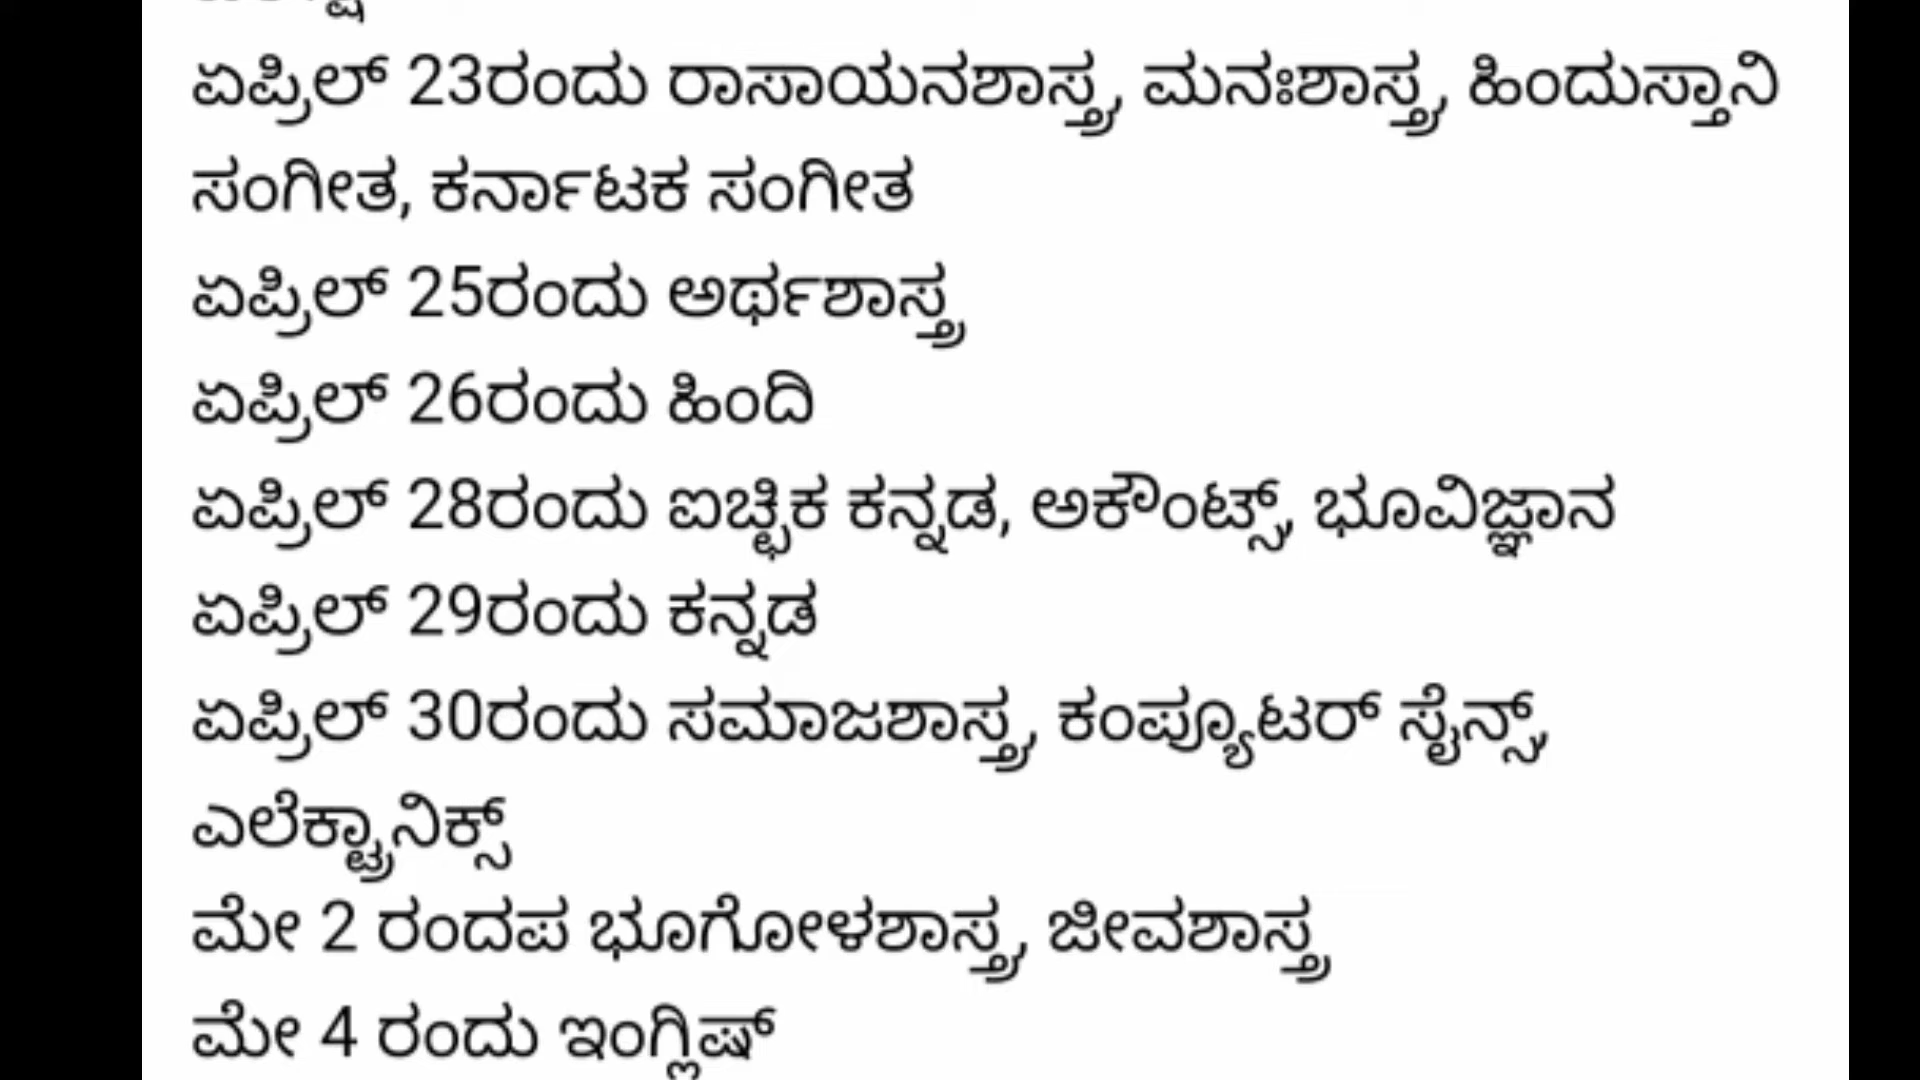 ಏಪ್ರಿಲ್ 23ರಂದು ರಾಸಾಯನಶಾಸ್ತ್ರ, ಮನಃಶಾಸ್ತ್ರ, ಹಿಂದುಸ್ತಾನಿ
ಸಂಗೀತ, ಕರ್ನಾಟಕ ಸಂಗೀತ
ಏಪ್ರಿಲ್ 25ರಂದು ಅರ್ಥಶಾಸ್ತ್ರ
ಏಪ್ರಿಲ್ 26ರಂದು ಹಿಂದಿ
ಏಪ್ರಿಲ್ 28ರಂದು ಐಚ್ಛಿಕ ಕನ್ನಡ, ಅಕೌಂಟ್ಸ್, ಭೂವಿಜ್ಞಾನ
ಏಪ್ರಿಲ್ 29ರಂದು ಕನ್ನಡ
ಏಪ್ರಿಲ್ 30ರಂದು ಸಮಾಜಶಾಸ್ತ್ರ, ಕಂಪ್ಯೂಟರ್ ಸೈನ್ಸ್,
ಎಲೆಕ್ಟ್ರಾನಿಕ್ಸ್
ಮೇ 2 ರಂದಪ ಭೂಗೋಳಶಾಸ್ತ್ರ, ಜೀವಶಾಸ್ತ್ರ
ಮೇ 4 ರಂದು ಇಂಗ್ಲಿಷ್